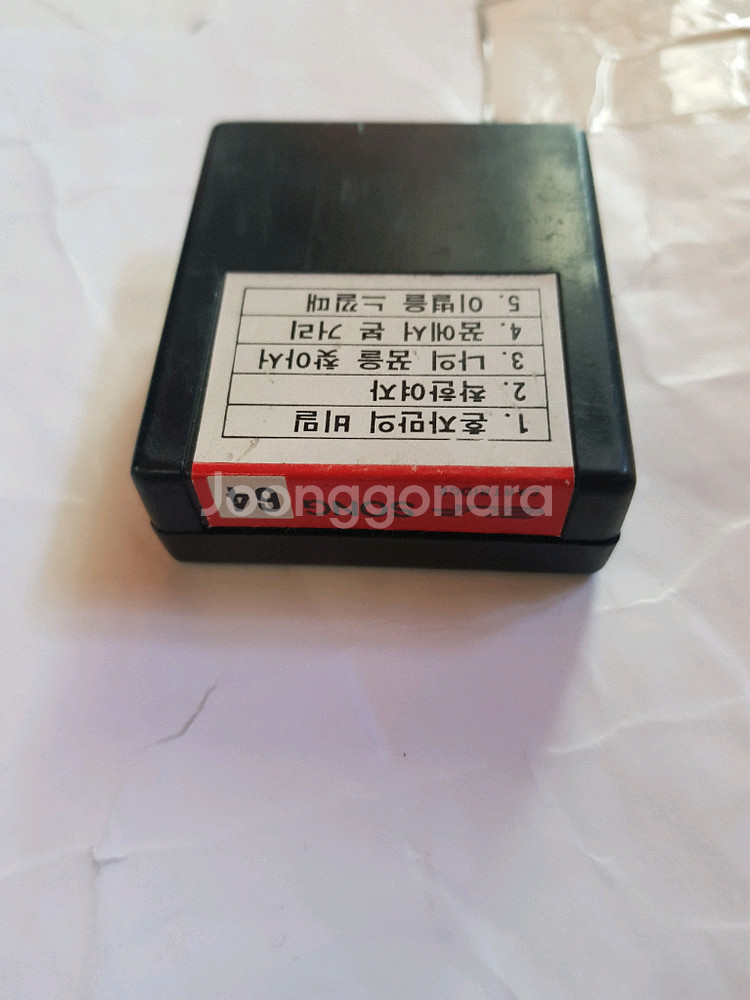 SONG 64
1. 혼자만의 비밀
2. 착한여자
3. 나의 꿈을 찾아서
4. 꿈에서 본 거리
5. 이별을 느낄때
Joonggonara